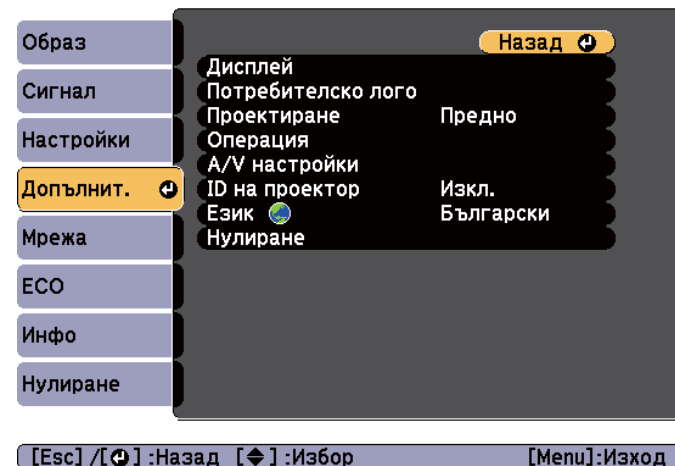 Образ
Сигнал
Настройки
Допълнит.
Мрежа
ECO
Инфо
Нулиране
Назад
Дисплей
Потребителско лого
Проектиране Предно
Операция
A/V настройки
ID на проектор Изкл.
Език Български
Нулиране
[Esc] /[ ] :Назад [ ] :Избор [Menu]:Изход